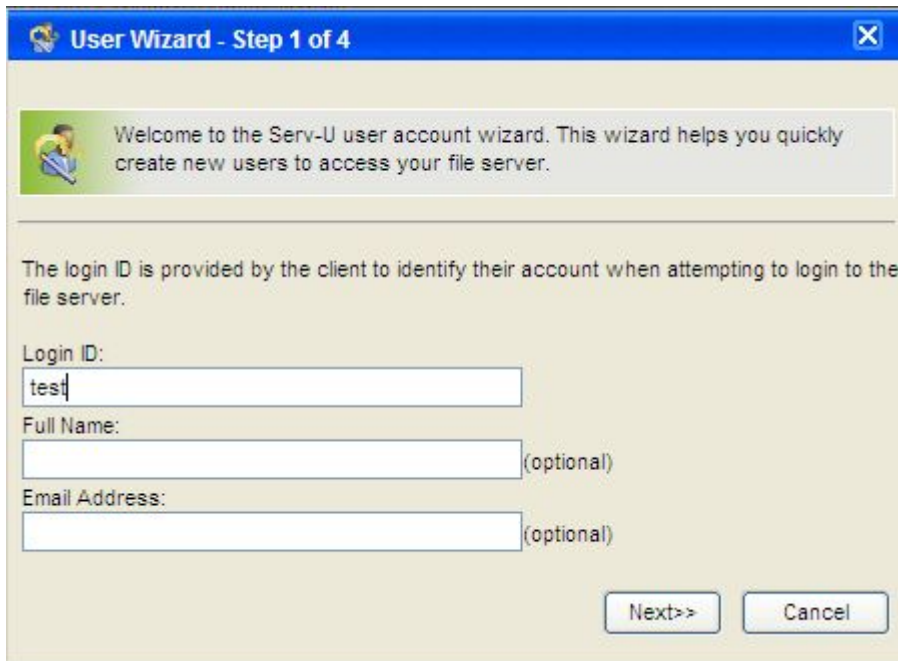 User Wizard - Step 1 of 4
Welcome to the Serv-U user account wizard. This wizard helps you quickly
create new users to access your file server.
The login ID is provided by the client to identify their account when attempting to login to the
file server.
Login ID:
test
Full Name:
(optional)
Email Address:
(optional)
Next>> Cancel